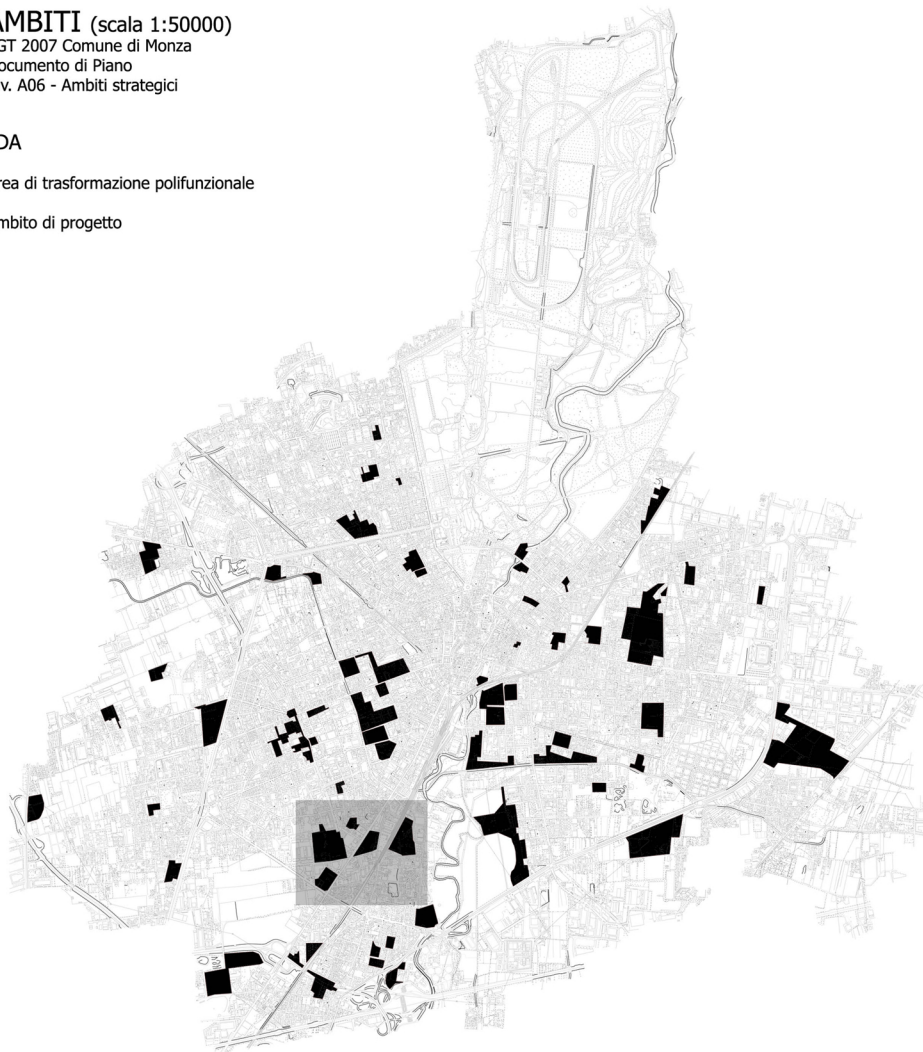 AMBITI (scala 1:50000)
GT 2007 Comune di Monza
ocumento di Piano
v. A06 - Ambiti strategici
DA
rea di trasformazione polifunzionale
mbito di progetto